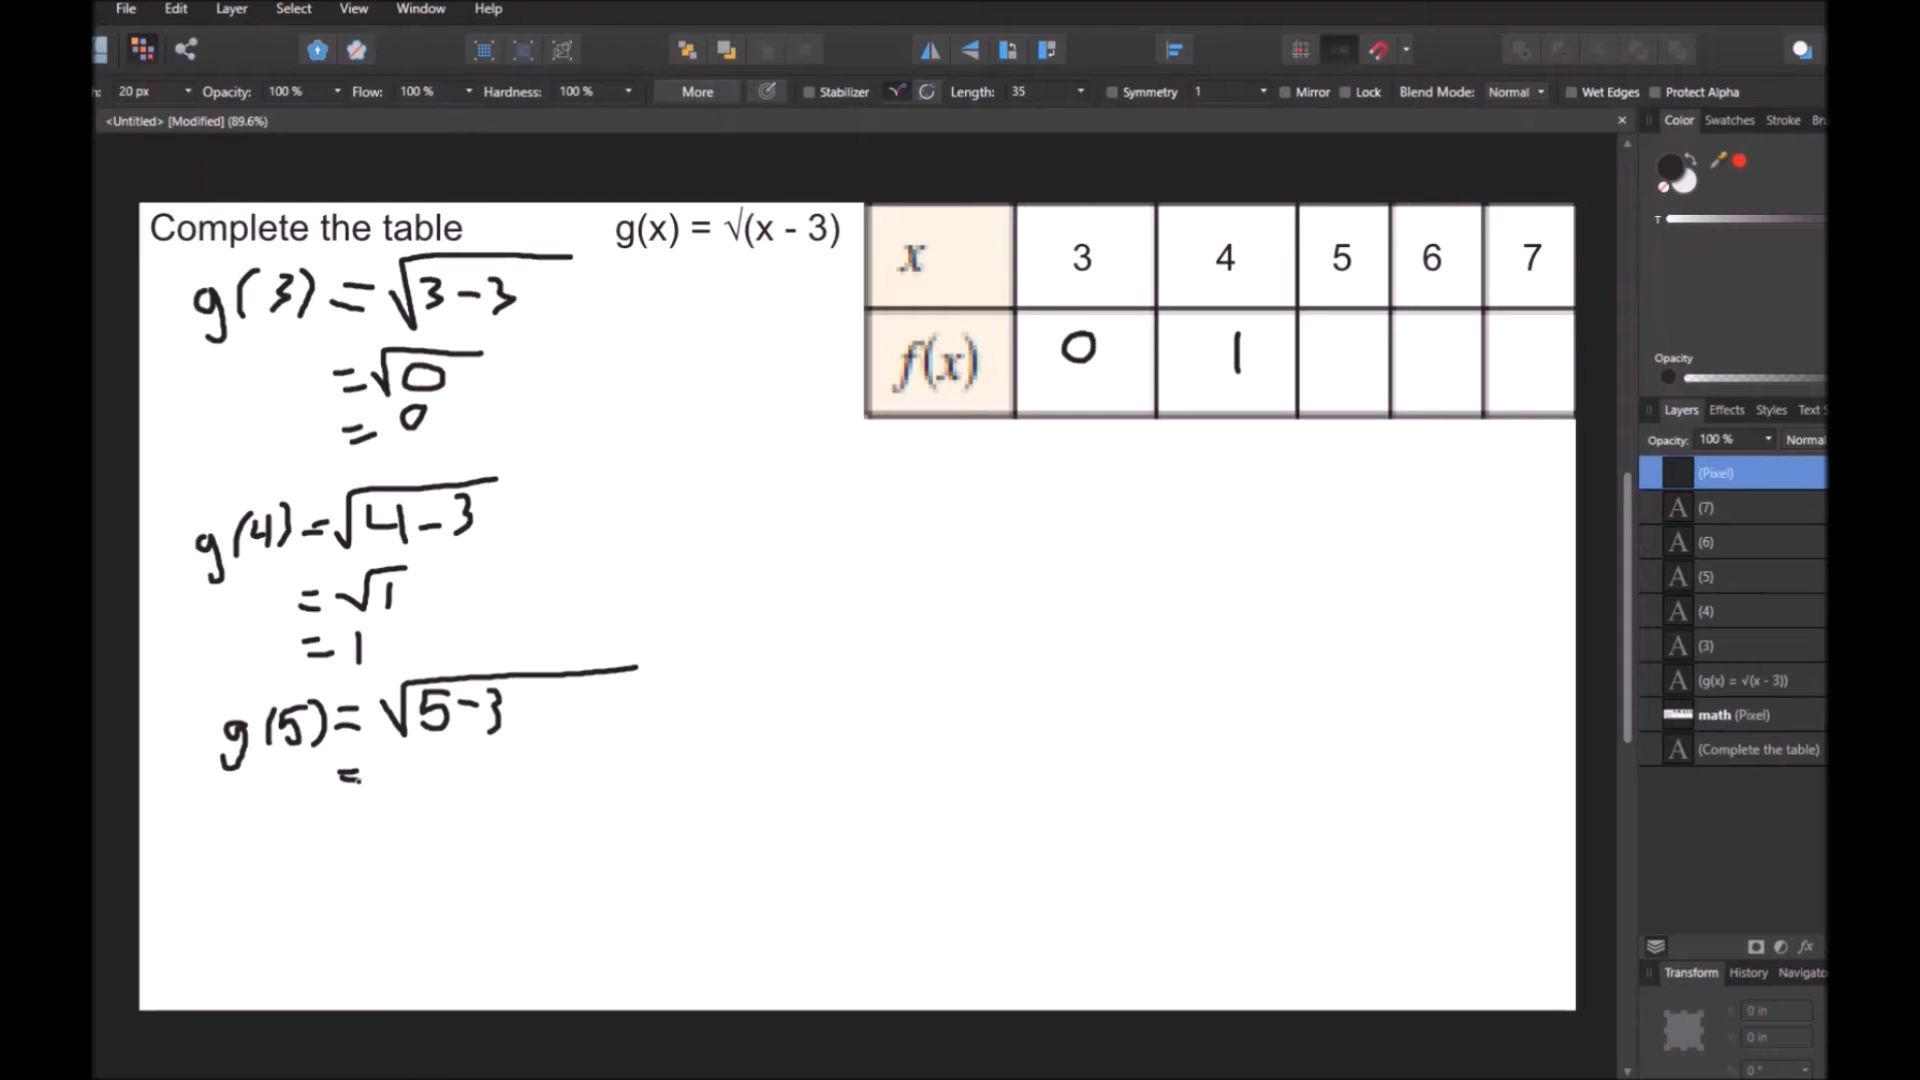 File Edit Layer Select View Window Help
20 px Opacity: 100 % Flow: 100 % Hardness: 100 % More Stabilizer Length: 35 Symmetry 1 Mirror Lock Blend Mode: Normal Wet Edges Protect Alpha
<Untitled> [Modified] (89.6%)
Color Swatches Stroke
Opacity
Layers Effects Styles Text
Opacity: 100 % Normal
(Pixel)
(7)
(6)
(5)
(4)
(3)
(g(x) = √(x - 3))
math (Pixel)
(Complete the table)
Transform History
0 in
0 in
0 °
Complete the table g(x) = √(x - 3)
x 3 4 5 6 7
f(x) 0 1
g(3) = √3-3
= √0
= 0
g(4) = √4-3
= √1
= 1
g(5) = √5-3
=